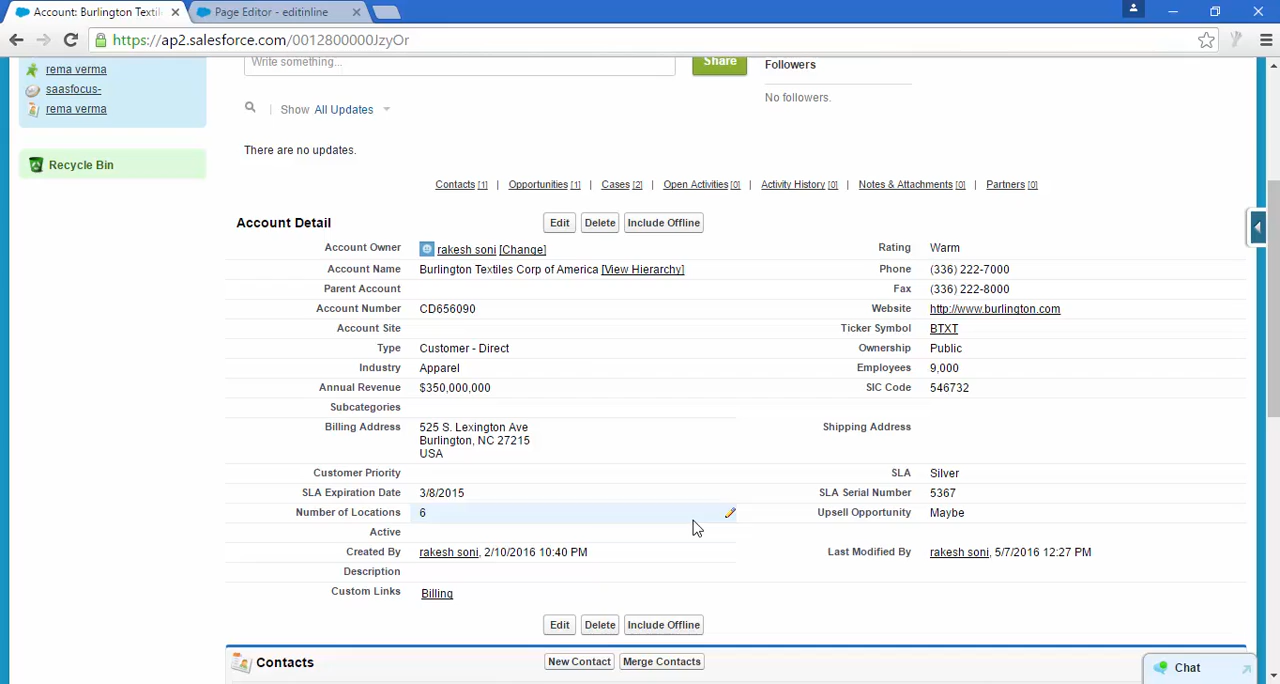 Account: Burlington Textil
Page Editor - editinline
https://ap2.salesforce.com/0012800000JzyOr
rema verma
saasfocus-
rema verma
Recycle Bin
Write something...
Share
Followers
No followers.
Show All Updates
There are no updates.
Contacts [1] | Opportunities [1] | Cases [2] | Open Activities [0] | Activity History [0] | Notes & Attachments [0] | Partners [0]
Account Detail Edit Delete Include Offline
Account Owner rakesh soni [Change] Rating Warm
Account Name Burlington Textiles Corp of America [View Hierarchy] Phone (336) 222-7000
Parent Account Fax (336) 222-8000
Account Number CD656090 Website http://www.burlington.com
Account Site Ticker Symbol BTXT
Type Customer - Direct Ownership Public
Industry Apparel Employees 9,000
Annual Revenue $350,000,000 SIC Code 546732
Subcategories
Billing Address 525 S. Lexington Ave Shipping Address
Burlington, NC 27215
USA
Customer Priority SLA Silver
SLA Expiration Date 3/8/2015 SLA Serial Number 5367
Number of Locations 6 Upsell Opportunity Maybe
Active
Created By rakesh soni, 2/10/2016 10:40 PM Last Modified By rakesh soni, 5/7/2016 12:27 PM
Description
Custom Links Billing
Edit Delete Include Offline
Contacts New Contact Merge Contacts
Chat